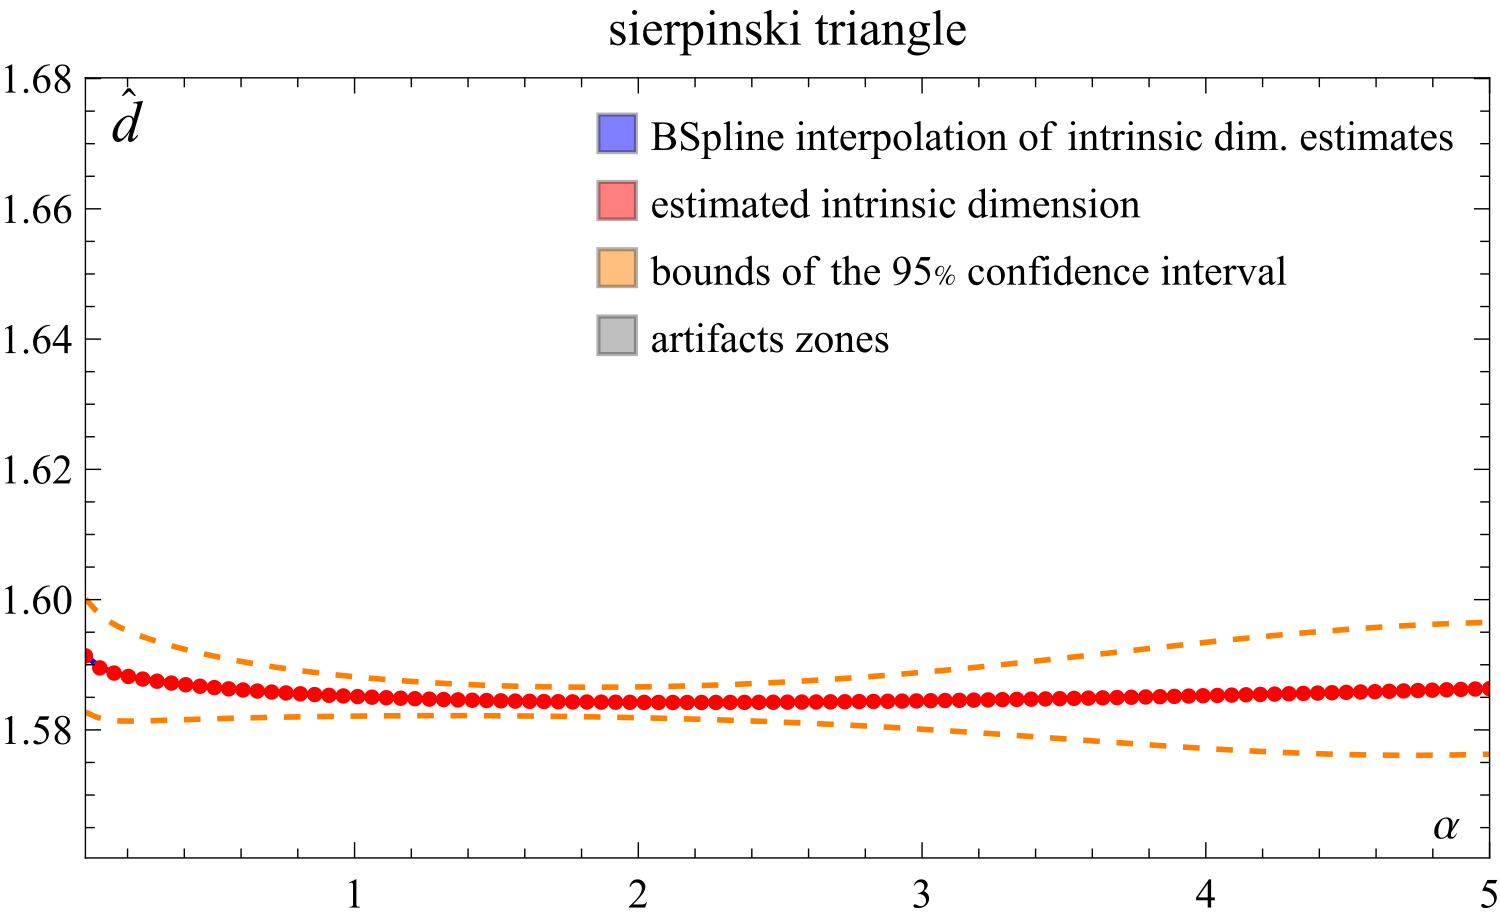 sierpinski triangle
1.68
d̂
BSpline interpolation of intrinsic dim. estimates
1.66
estimated intrinsic dimension
bounds of the 95% confidence interval
1.64
artifacts zones
1.62
1.60
1.58
α
1 2 3 4 5